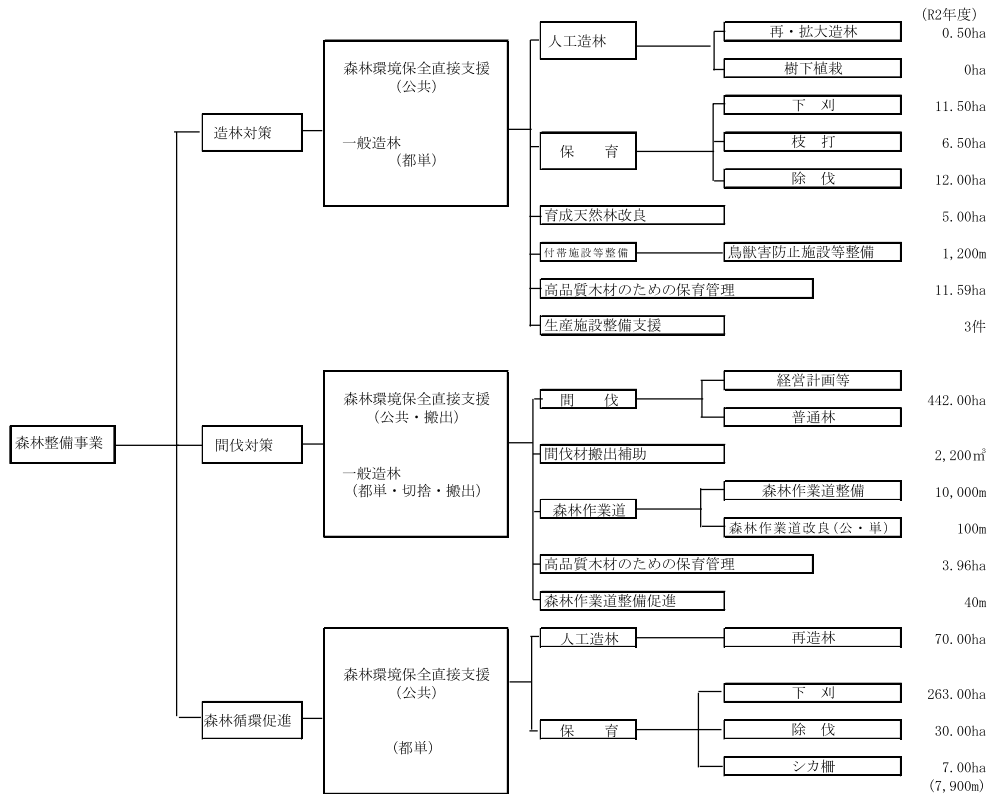 (R2年度)
森林整備事業
造林対策
森林環境保全直接支援
(公共)
一般造林
(都単)
人工造林
再・拡大造林 0.50ha
樹下植栽 0ha
保　育
下　刈 11.50ha
枝　打 6.50ha
除　伐 12.00ha
育成天然林改良 5.00ha
付帯施設等整備 鳥獣害防止施設等整備 1,200m
高品質木材のための保育管理 11.59ha
生産施設整備支援 3件
間伐対策
森林環境保全直接支援
(公共・搬出)
一般造林
(都単・切捨・搬出)
間　伐
経営計画等
442.00ha
普通林
間伐材搬出補助 2,200㎥
森林作業道
森林作業道整備 10,000m
森林作業道改良(公・単) 100m
高品質木材のための保育管理 3.96ha
森林作業道整備促進 40m
森林循環促進
森林環境保全直接支援
(公共)
(都単)
人工造林 再造林 70.00ha
保　育
下　刈 263.00ha
除　伐 30.00ha
シカ柵 7.00ha
(7,900m)